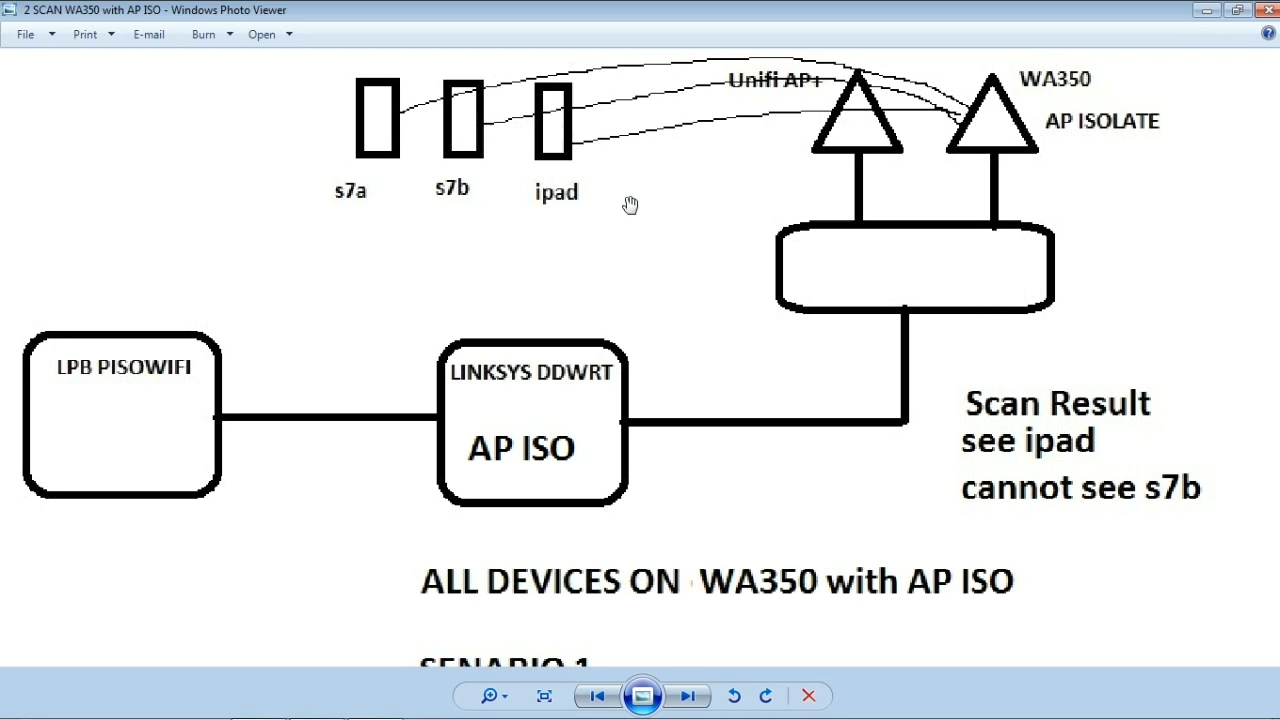 2 SCAN WA350 with AP ISO - Windows Photo Viewer
File Print E-mail Burn Open
Unifi AP+
WA350
AP ISOLATE
s7a
s7b
ipad
LPB PISOWIFI
LINKSYS DDWRT
AP ISO
Scan Result
see ipad
cannot see s7b
ALL DEVICES ON WA350 with AP ISO
SENARIO 1